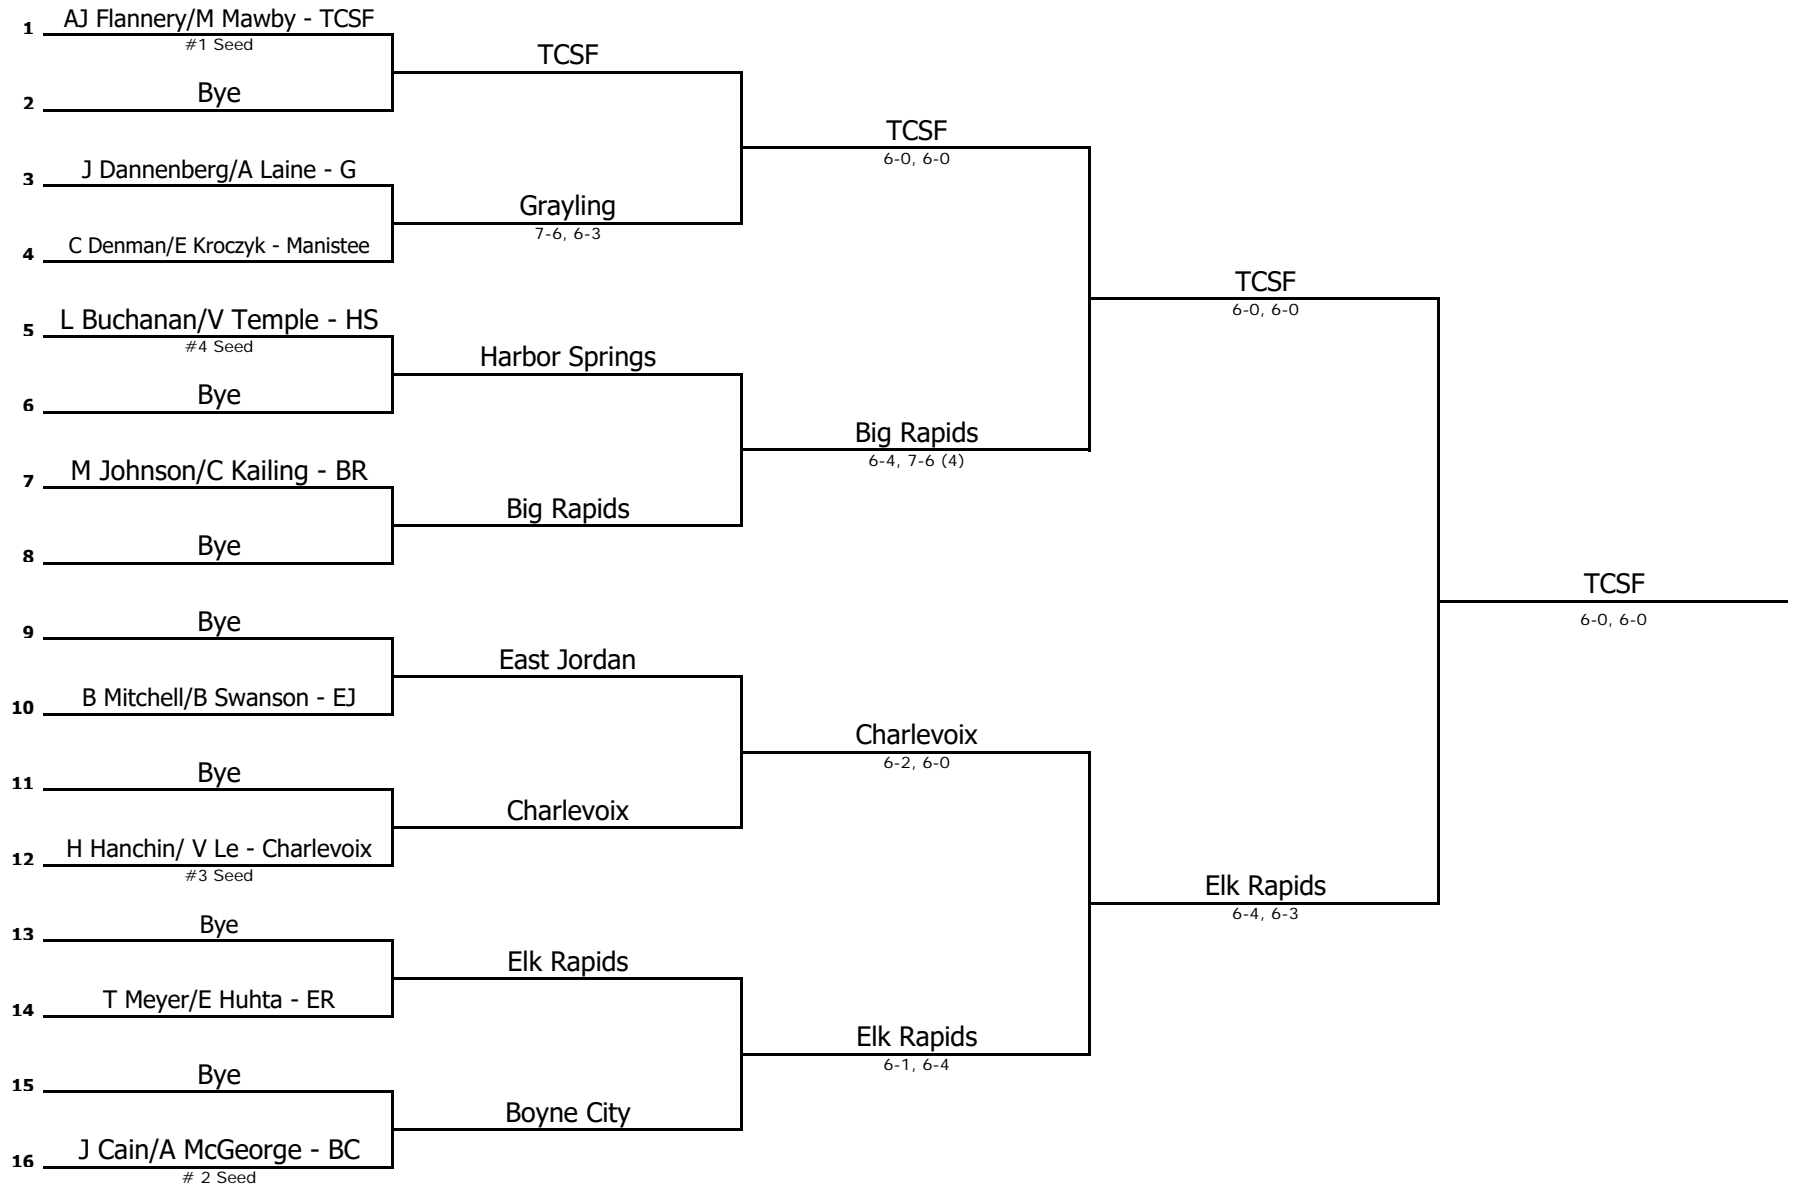 1 AJ Flannery/M Mawby - TCSF
#1 Seed
TCSF
2 Bye
TCSF
6-0, 6-0
3 J Dannenberg/A Laine - G
Grayling
7-6, 6-3
4 C Denman/E Kroczyk - Manistee
TCSF
6-0, 6-0
5 L Buchanan/V Temple - HS
#4 Seed
Harbor Springs
6 Bye
Big Rapids
6-4, 7-6 (4)
7 M Johnson/C Kailing - BR
Big Rapids
8 Bye
TCSF
6-0, 6-0
9 Bye
East Jordan
10 B Mitchell/B Swanson - EJ
Charlevoix
6-2, 6-0
11 Bye
Charlevoix
12 H Hanchin/ V Le - Charlevoix
#3 Seed
Elk Rapids
6-4, 6-3
13 Bye
Elk Rapids
14 T Meyer/E Huhta - ER
Elk Rapids
6-1, 6-4
15 Bye
Boyne City
16 J Cain/A McGeorge - BC
# 2 Seed